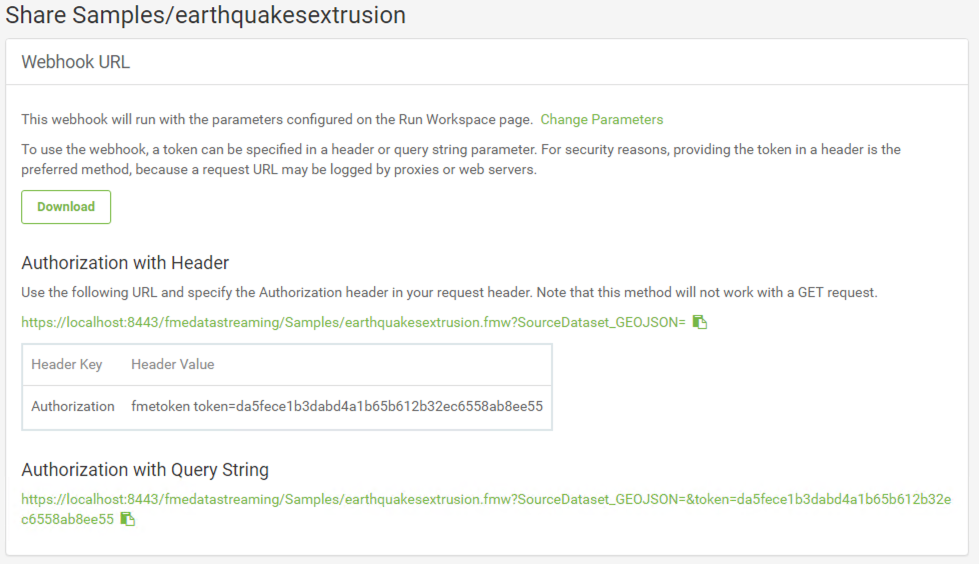 Share Samples/earthquakesextrusion
Webhook URL
This webhook will run with the parameters configured on the Run Workspace page. Change Parameters
To use the webhook, a token can be specified in a header or query string parameter. For security reasons, providing the token in a header is the
preferred method, because a request URL may be logged by proxies or web servers.
Download
Authorization with Header
Use the following URL and specify the Authorization header in your request header. Note that this method will not work with a GET request.
https://localhost:8443/fmedatastreaming/Samples/earthquakesextrusion.fmw?SourceDataset_GEOJSON=
Header Key Header Value
Authorization fmetoken token=da5fece1b3dabd4a1b65b612b32ec6558ab8ee55
Authorization with Query String
https://localhost:8443/fmedatastreaming/Samples/earthquakesextrusion.fmw?SourceDataset_GEOJSON=&token=da5fece1b3dabd4a1b65b612b32e
c6558ab8ee55